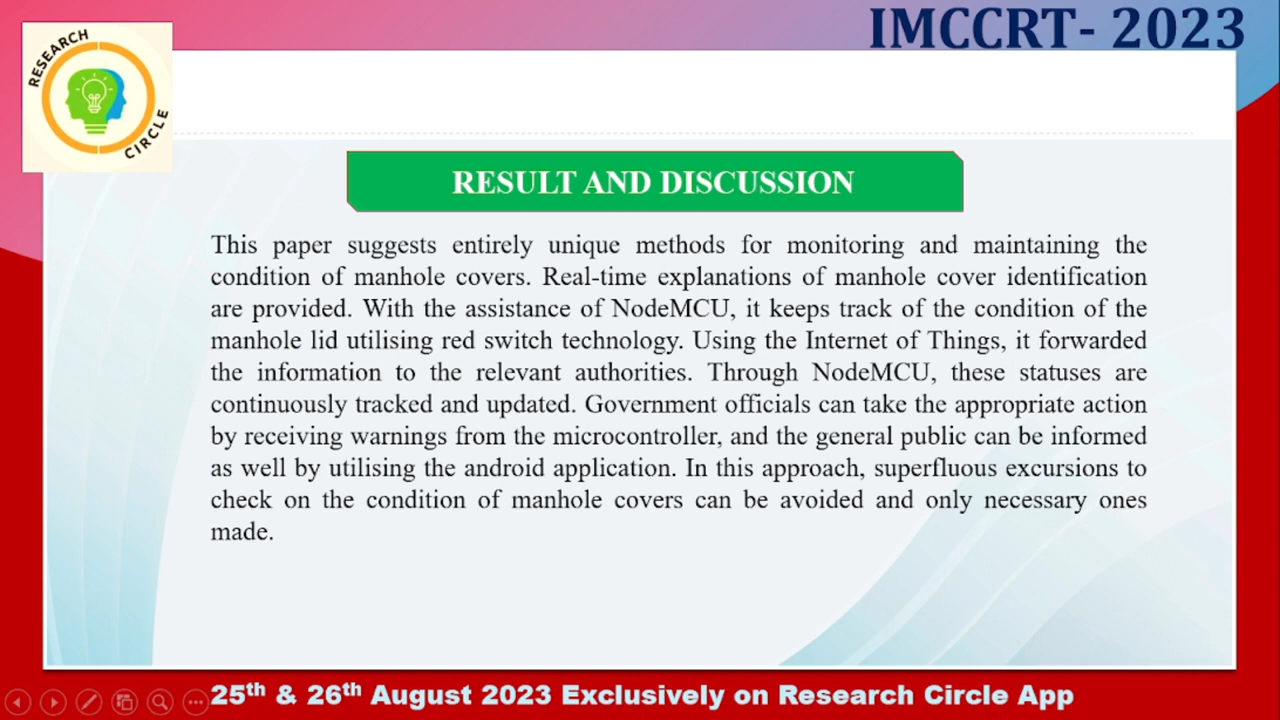 IMCCRT- 2023
RESEARCH
CIRCLE
RESULT AND DISCUSSION
This paper suggests entirely unique methods for monitoring and maintaining the
condition of manhole covers. Real-time explanations of manhole cover identification
are provided. With the assistance of NodeMCU, it keeps track of the condition of the
manhole lid utilising red switch technology. Using the Internet of Things, it forwarded
the information to the relevant authorities. Through NodeMCU, these statuses are
continuously tracked and updated. Government officials can take the appropriate action
by receiving warnings from the microcontroller, and the general public can be informed
as well by utilising the android application. In this approach, superfluous excursions to
check on the condition of manhole covers can be avoided and only necessary ones
made.
25th & 26th August 2023 Exclusively on Research Circle App